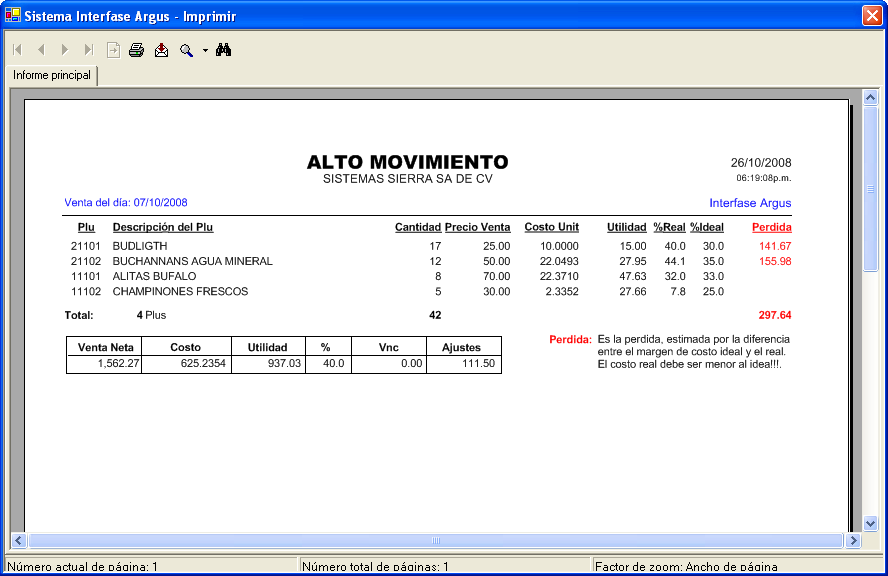 Sistema Interfase Argus - Imprimir
Informe principal
ALTO MOVIMIENTO
26/10/2008
SISTEMAS SIERRA SA DE CV
06:19:08p.m.
Venta del día: 07/10/2008 Interfase Argus
Plu Descripción del Plu Cantidad Precio Venta Costo Unit Utilidad %Real %Ideal Perdida
21101 BUDLIGTH 17 25.00 10.0000 15.00 40.0 30.0 141.67
21102 BUCHANNANS AGUA MINERAL 12 50.00 22.0493 27.95 44.1 35.0 155.98
11101 ALITAS BUFALO 8 70.00 22.3710 47.63 32.0 33.0
11102 CHAMPINONES FRESCOS 5 30.00 2.3352 27.66 7.8 25.0
Total: 4 Plus 42 297.64
Venta Neta Costo Utilidad % Vnc Ajustes
1,562.27 625.2354 937.03 40.0 0.00 111.50
Perdida: Es la perdida, estimada por la diferencia
entre el margen de costo ideal y el real.
El costo real debe ser menor al idea!!!.
Número actual de página: 1 Número total de páginas: 1 Factor de zoom: Ancho de página